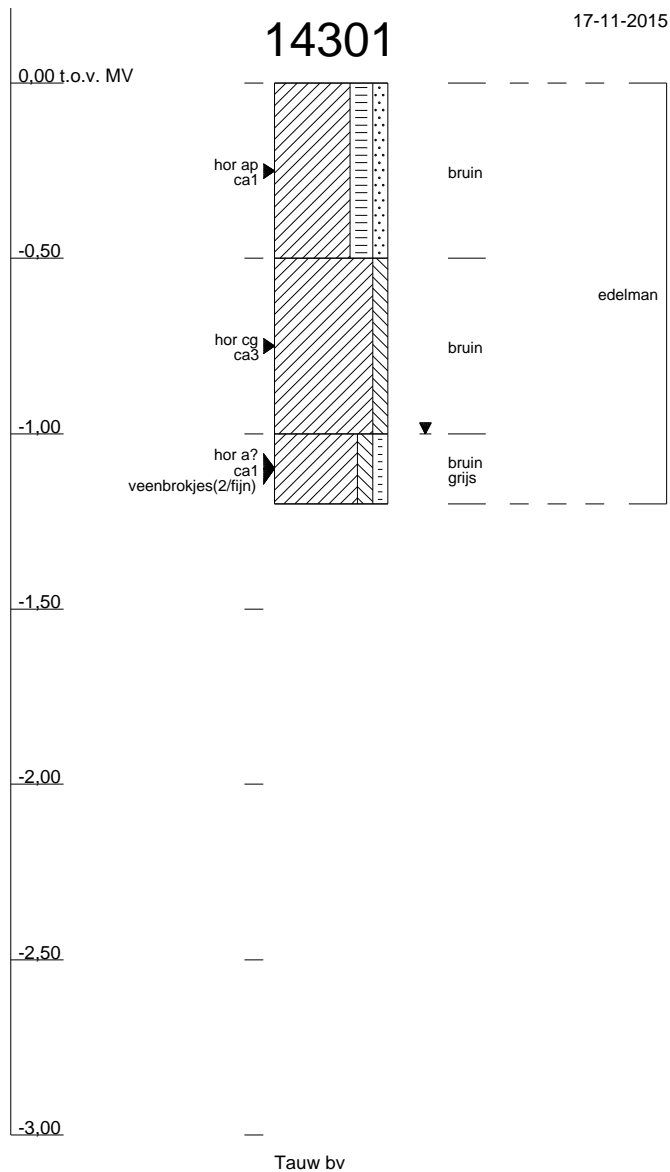 14301
17-11-2015
0,00 t.o.v. MV
hor ap
ca1
bruin
-0,50
edelman
hor cg
ca3
bruin
-1,00
hor a?
ca1
veenbrokjes(2/fijn)
bruin
grijs
-1,50
-2,00
-2,50
-3,00
Tauw bv